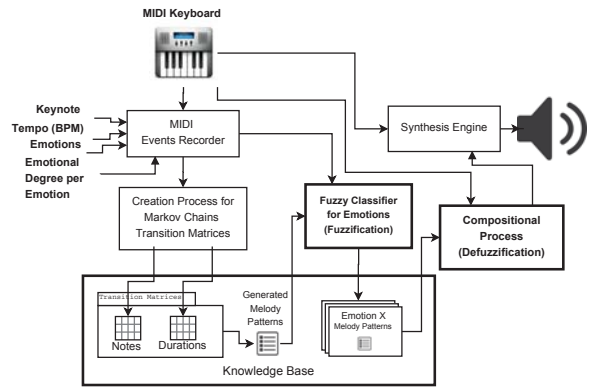 MIDI Keyboard
Keynote
Tempo (BPM)
Emotions
Emotional
Degree per
Emotion
MIDI
Events Recorder
Synthesis Engine
Creation Process for
Markov Chains
Transition Matrices
Fuzzy Classifier
for Emotions
(Fuzzification)
Compositional
Process
(Defuzzification)
Transition Matrices
Notes
Durations
Generated
Melody
Patterns
Emotion X
Melody Patterns
Knowledge Base